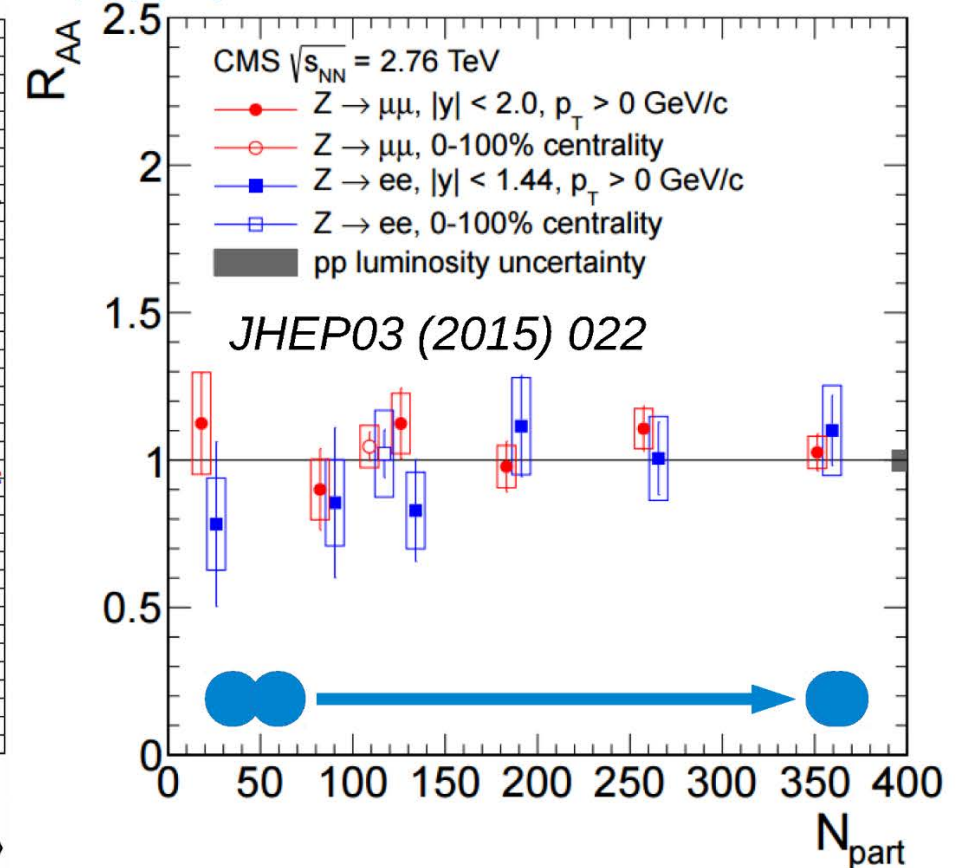 R_AA
2.5
2
1.5
1
0.5
0
CMS √s_NN = 2.76 TeV
Z → μμ, |y| < 2.0, p_T > 0 GeV/c
Z → μμ, 0-100% centrality
Z → ee, |y| < 1.44, p_T > 0 GeV/c
Z → ee, 0-100% centrality
pp luminosity uncertainty
JHEP03 (2015) 022
0 50 100 150 200 250 300 350 400
N_part